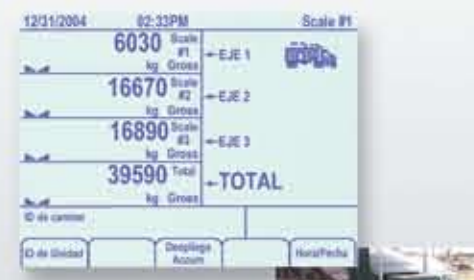 12/31/2004 02:33PM Scale #1
6030 Scale #1
kg Gross
←EJE 1
16670 Scale #2
kg Gross
←EJE 2
16890 Scale #3
kg Gross
←EJE 3
39590 Total
kg Gross
←TOTAL
ID de camion
ID de Unidad Despliega Accum Hora/Fecha